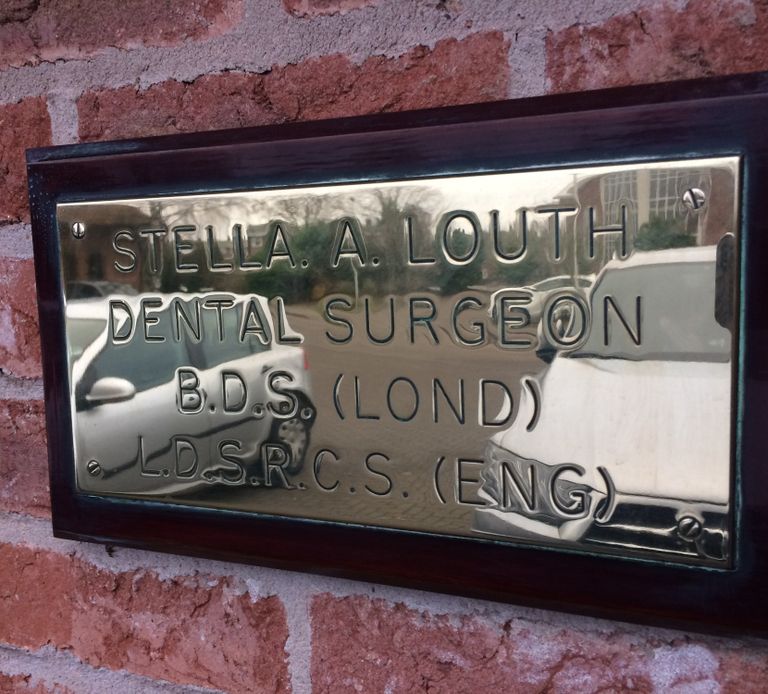 STELLA. A. LOUTH
DENTAL SURGEON
B.D.S. (LOND)
L.D.S.R.C.S. (ENG)